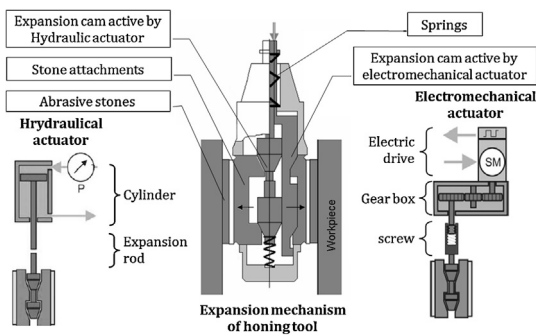 Expansion cam active by
Hydraulic actuator
Stone attachments
Abrasive stones
Hrydraulical
actuator
P
Cylinder
Expansion
rod
Springs
Expansion cam active by
electromechanical actuator
Workpiece
Expansion mechanism
of honing tool
Electromechanical
actuator
Electric
drive
SM
Gear box
screw